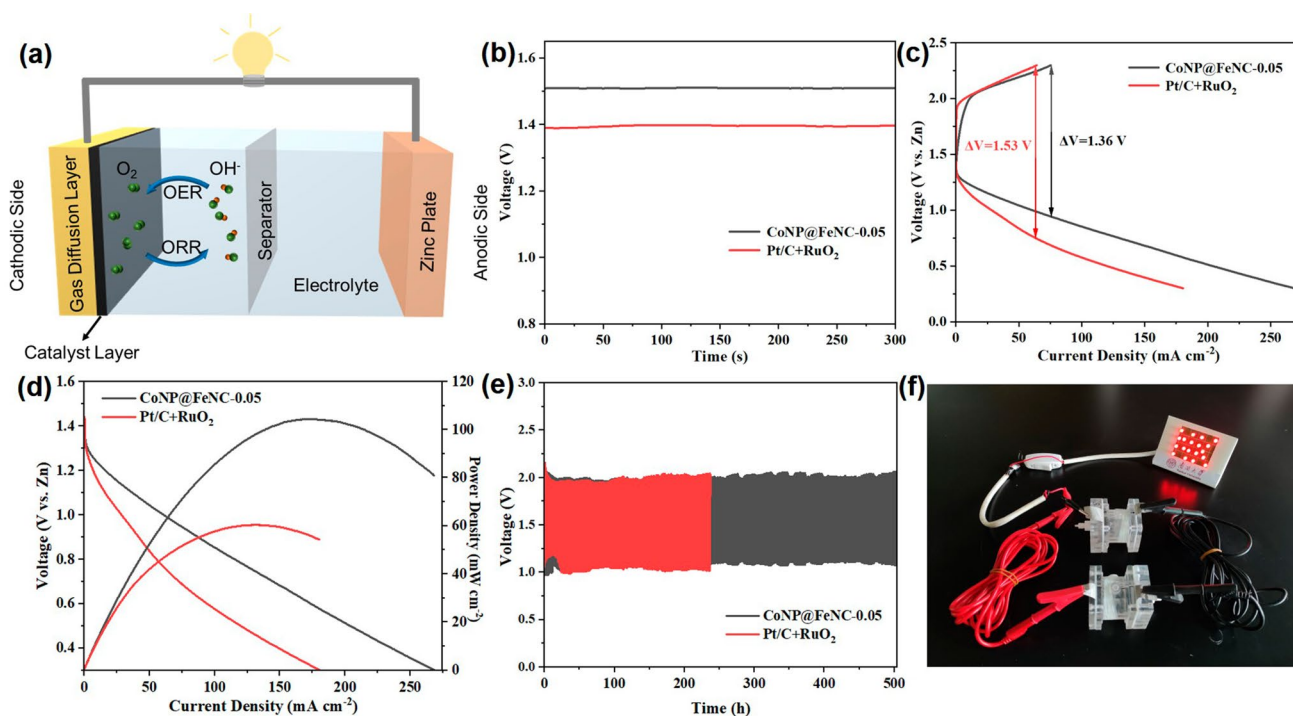 (a)
Cathodic Side
Gas Diffusion Layer
O2
OER
OH-
ORR
Separator
Electrolyte
Zinc Plate
Anodic Side
Catalyst Layer
(b)
Voltage (V)
1.6
1.4
1.2
1.0
0.8
CoNP@FeNC-0.05
Pt/C+RuO2
0 50 100 150 200 250 300
Time (s)
(c)
Voltage (V vs. Zn)
2.5
2.0
1.5
1.0
0.5
0.0
CoNP@FeNC-0.05
Pt/C+RuO2
ΔV=1.53 V
ΔV=1.36 V
0 50 100 150 200 250
Current Density (mA cm-2)
(d)
Voltage (V vs. Zn)
1.6
1.4
1.2
1.0
0.8
0.6
0.4
CoNP@FeNC-0.05
Pt/C+RuO2
120
100
80
60
40
20
0
Power Density (mW cm-2)
0 50 100 150 200 250
Current Density (mA cm-2)
(e)
Voltage (V)
3.0
2.5
2.0
1.5
1.0
0.5
0.0
CoNP@FeNC-0.05
Pt/C+RuO2
0 100 200 300 400 500
Time (h)
(f)